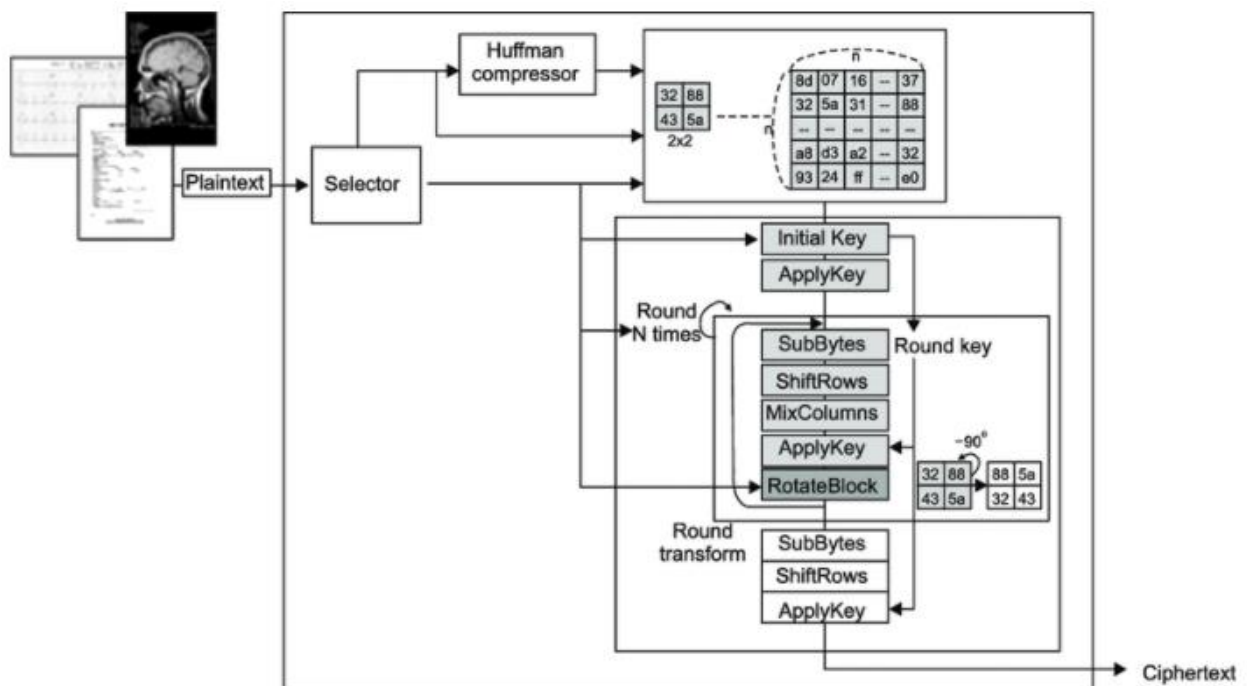 Plaintext
Selector
Huffman
compressor
32 88
43 5a
2x2
n
n
8d 07 16 -- 37
32 5a 31 -- 88
-- -- -- -- --
a8 d3 a2 -- 32
93 24 ff -- e0
Initial Key
ApplyKey
Round
N times
SubBytes
Round key
ShiftRows
MixColumns
ApplyKey
RotateBlock
−90°
32 88
43 5a
88 5a
32 43
Round
transform
SubBytes
ShiftRows
ApplyKey
Ciphertext